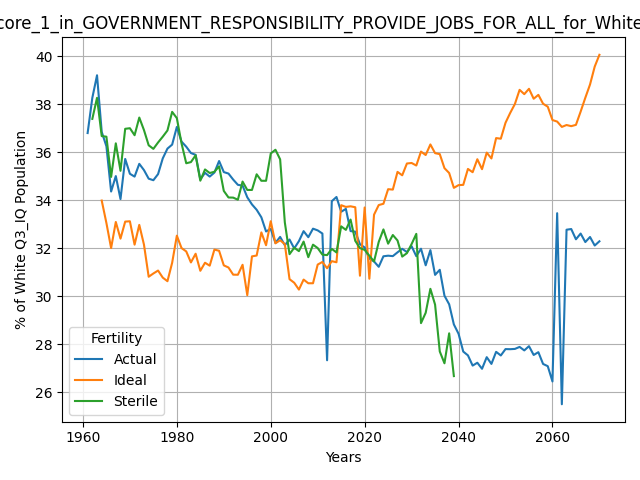 core_1_in_GOVERNMENT_RESPONSIBILITY_PROVIDE_JOBS_FOR_ALL_for_White
40
38
36
34
32
30
28
26
% of White Q3_IQ Population
Fertility
Actual
Ideal
Sterile
1960 1980 2000 2020 2040 2060
Years